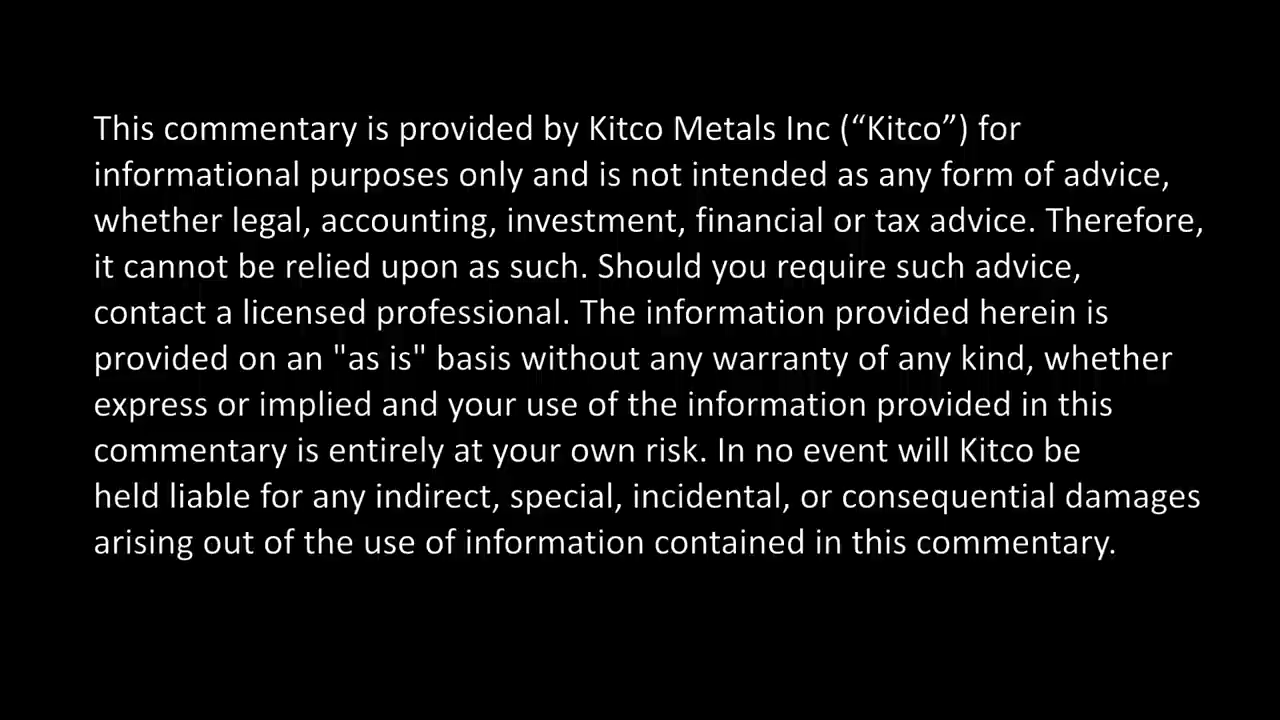 This commentary is provided by Kitco Metals Inc (“Kitco”) for
informational purposes only and is not intended as any form of advice,
whether legal, accounting, investment, financial or tax advice. Therefore,
it cannot be relied upon as such. Should you require such advice,
contact a licensed professional. The information provided herein is
provided on an "as is" basis without any warranty of any kind, whether
express or implied and your use of the information provided in this
commentary is entirely at your own risk. In no event will Kitco be
held liable for any indirect, special, incidental, or consequential damages
arising out of the use of information contained in this commentary.